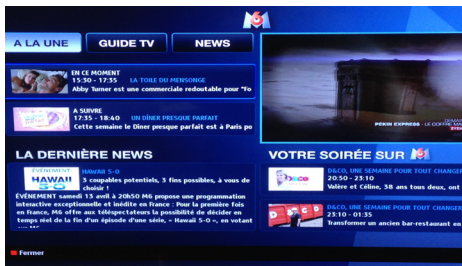 M6
A LA UNE
GUIDE TV
NEWS
EN CE MOMENT
15:30 - 17:35 LA TOILE DU MENSONGE
Abby Turner est une commerciale redoutable pour "Fo
A SUIVRE
17:35 - 18:40 UN DÎNER PRESQUE PARFAIT
Cette semaine le Dîner presque parfait est à Paris po
PÉKIN EXPRESS - LE COFFRE MA
LA DERNIÈRE NEWS
ÉVÉNEMENT
HAWAII
5-0
HAWAII 5-0
3 coupables potentiels, 3 fins possibles, à vous de
choisir !
ÉVÉNEMENT samedi 13 avril à 20h50 M6 propose une programmation
interactive exceptionnelle et inédite en France : Pour la première fois
en France, M6 offre aux téléspectateurs la possibilité de décider en
temps réel de la fin d'un épisode d'une série, « Hawaii 5-0 », en votant
VOTRE SOIRÉE SUR M6
D&CO, UNE SEMAINE POUR TOUT CHANGER
20:50 - 23:10
Valère et Céline, 38 ans tous deux, ont
D&CO, UNE SEMAINE POUR TOUT CHANGER
23:10 - 01:35
Transformer un ancien bar-restaurant en
Fermer